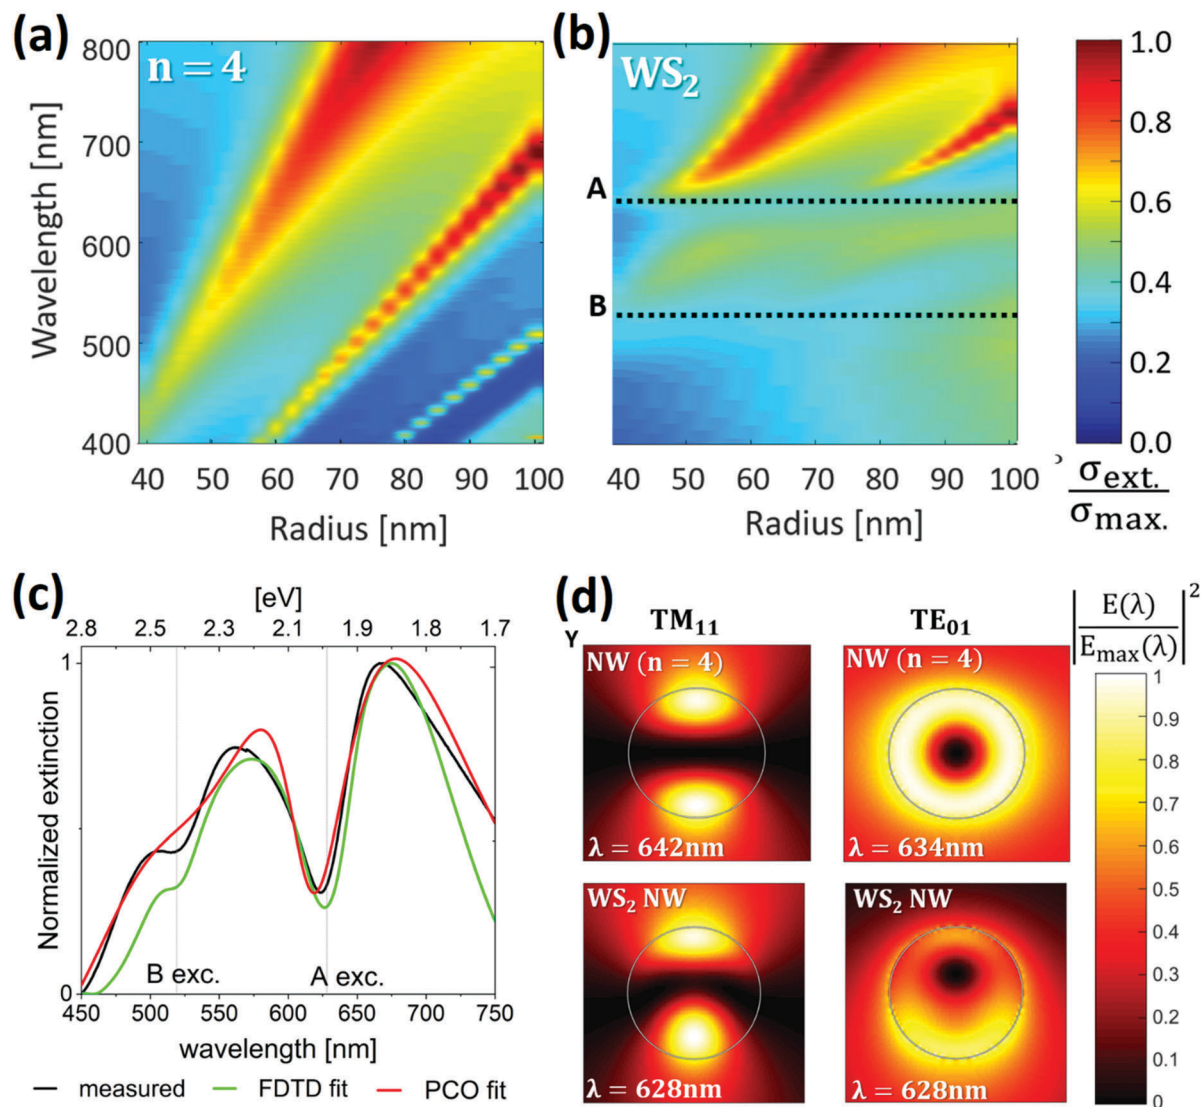 (a)
n = 4
Wavelength [nm]
800
700
600
500
400
40 50 60 70 80 90 100
Radius [nm]
(b)
WS₂
A
B
40 50 60 70 80 90 100
Radius [nm]
1.0
0.8
0.6
0.4
0.2
0.0
σext.
σmax.
(c)
[eV]
2.8 2.5 2.3 2.1 1.9 1.8 1.7
Normalized extinction
1
0
B exc.
A exc.
450 500 550 600 650 700 750
wavelength [nm]
measured FDTD fit PCO fit
(d)
Y
TM₁₁
TE₀₁
NW (n = 4)
λ = 642nm
NW (n = 4)
λ = 634nm
WS₂ NW
λ = 628nm
WS₂ NW
λ = 628nm
|E(λ)
Emax(λ)|²
1
0.9
0.8
0.7
0.6
0.5
0.4
0.3
0.2
0.1
0